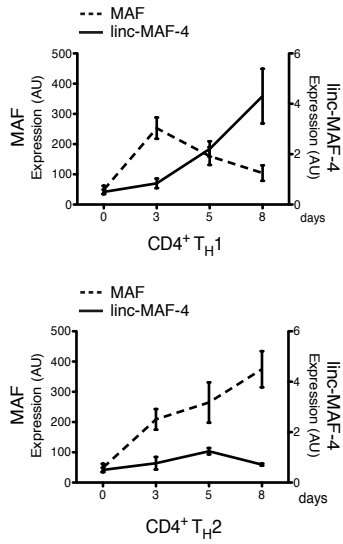 MAF
linc-MAF-4
500
400
300
200
100
0
MAF
Expression (AU)
6
4
2
0
linc-MAF-4
Expression (AU)
0 3 5 8 days
CD4+ TH1
MAF
linc-MAF-4
500
400
300
200
100
0
MAF
Expression (AU)
6
4
2
0
linc-MAF-4
Expression (AU)
0 3 5 8 days
CD4+ TH2